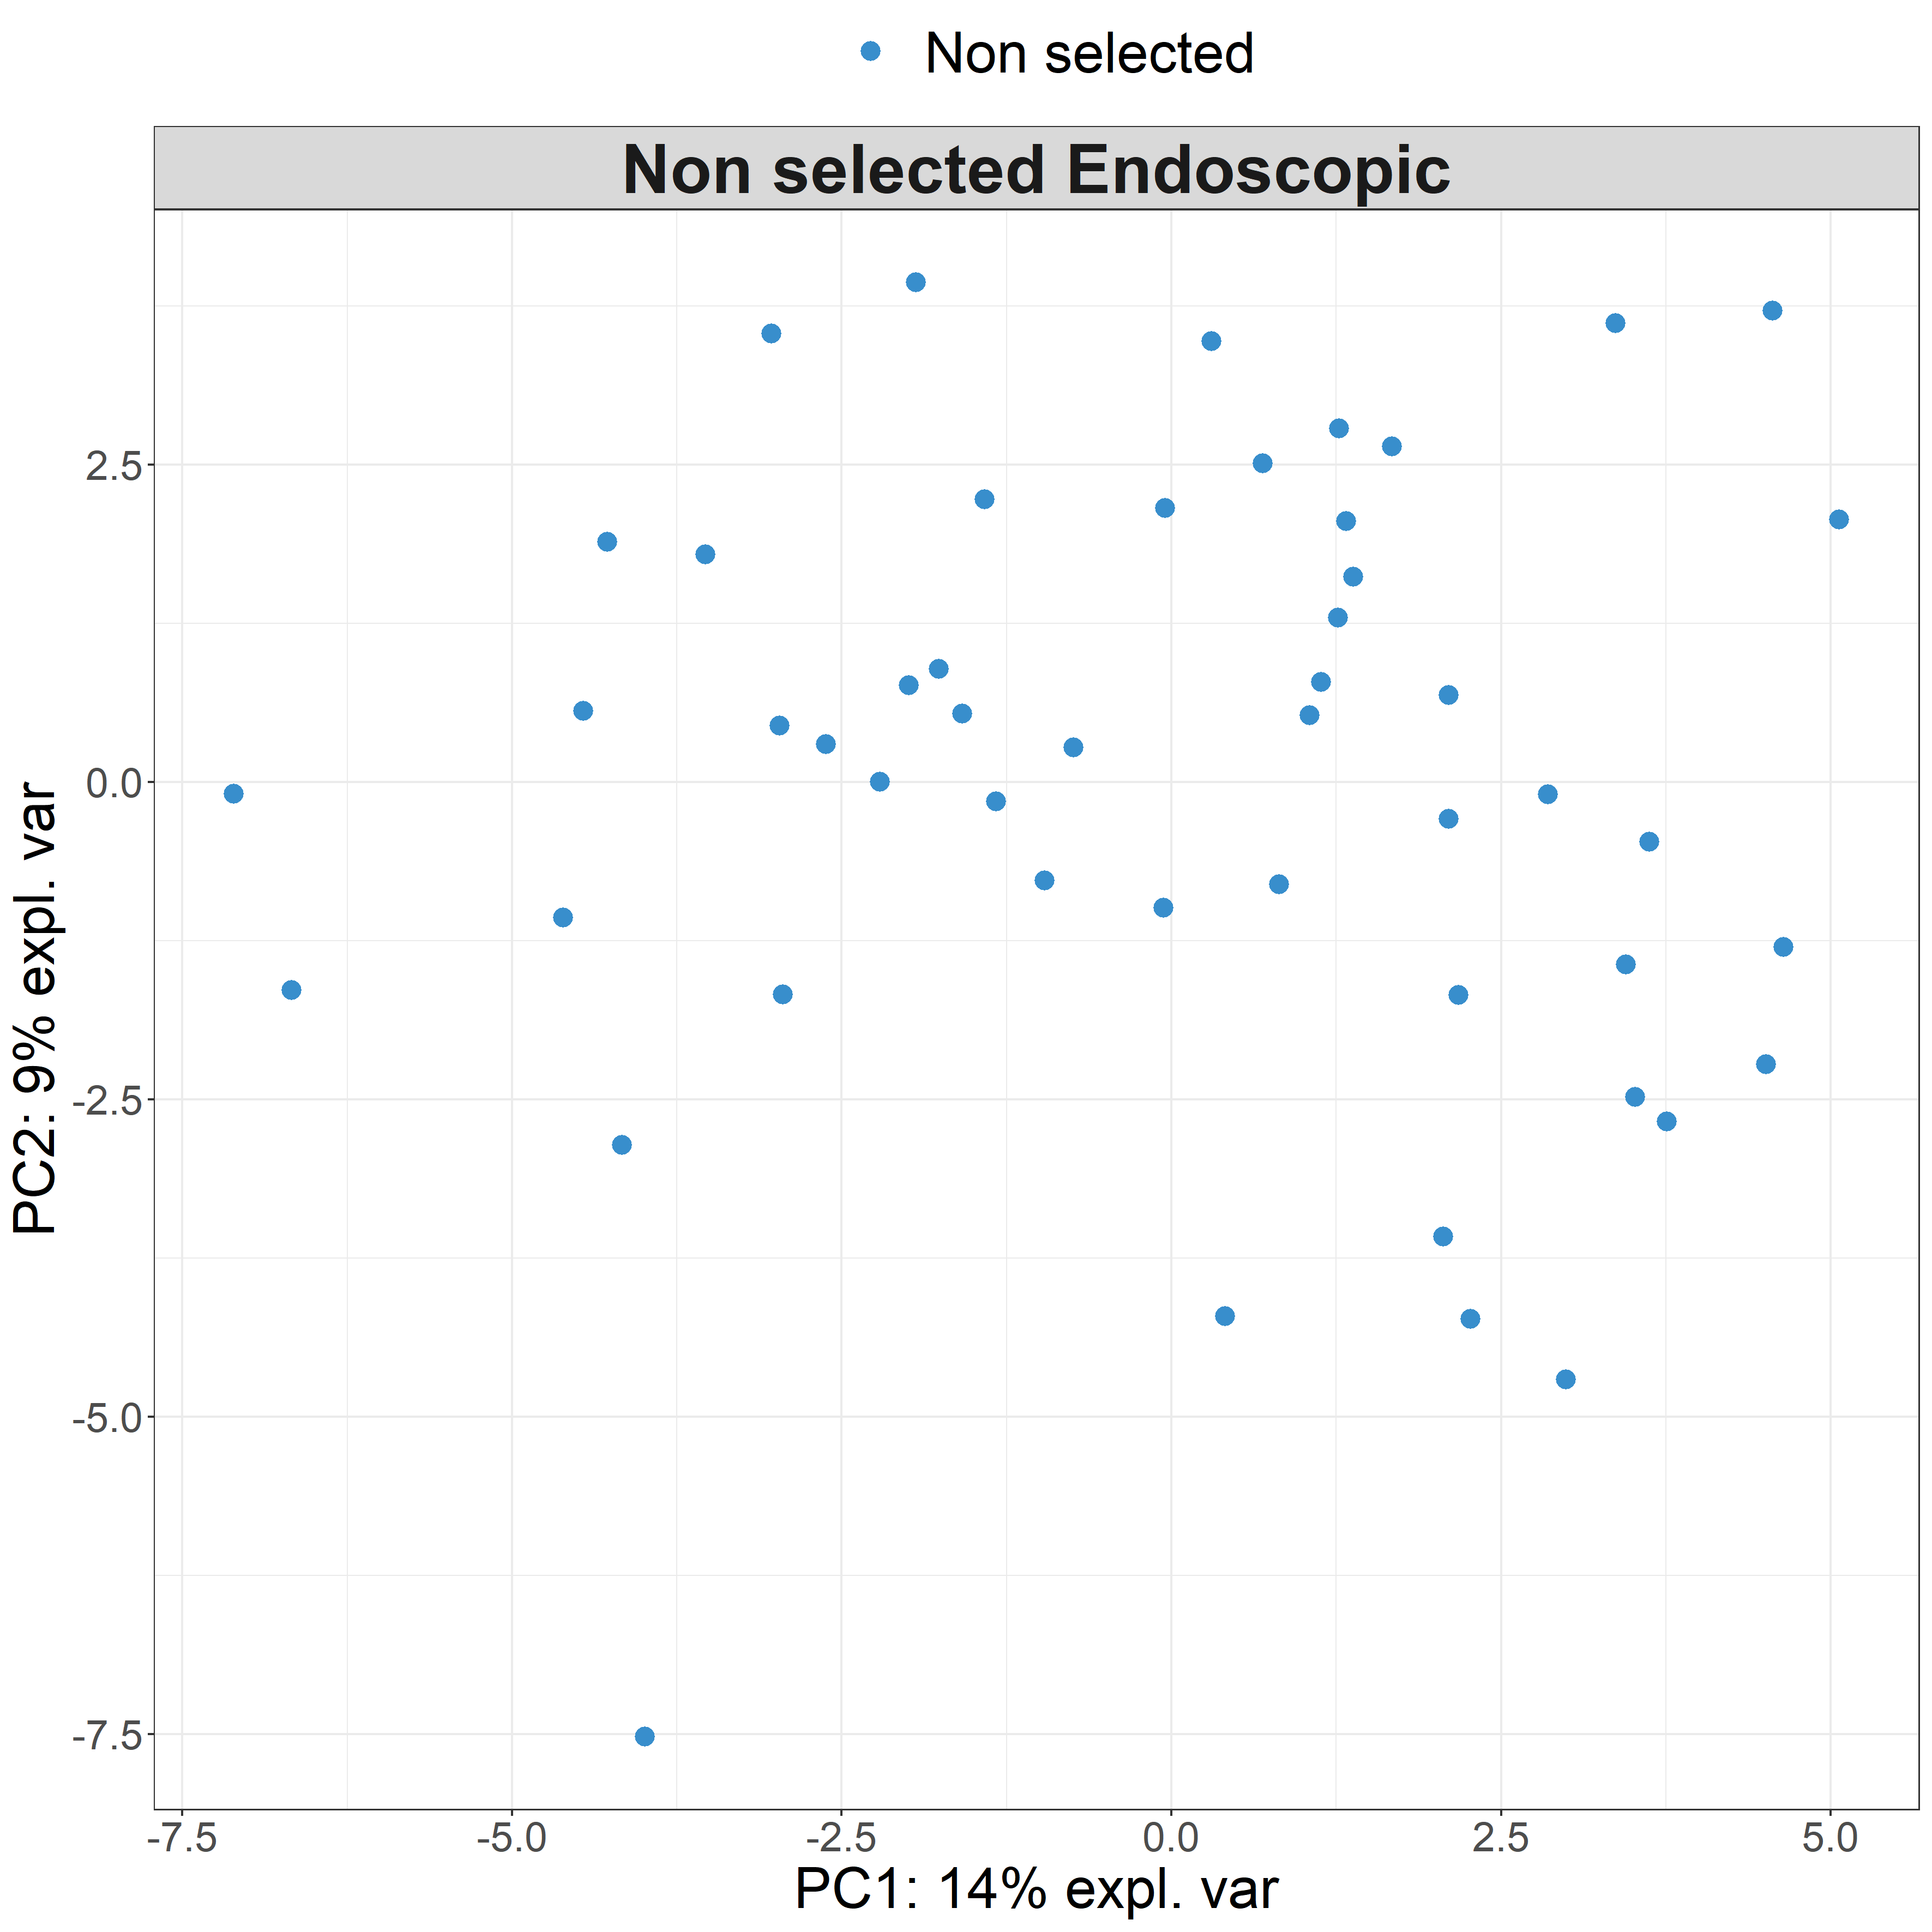 Non selected
Non selected Endoscopic
PC2: 9% expl. var
2.5
0.0
-2.5
-5.0
-7.5
-7.5
-5.0
-2.5
0.0
2.5
5.0
PC1: 14% expl. var